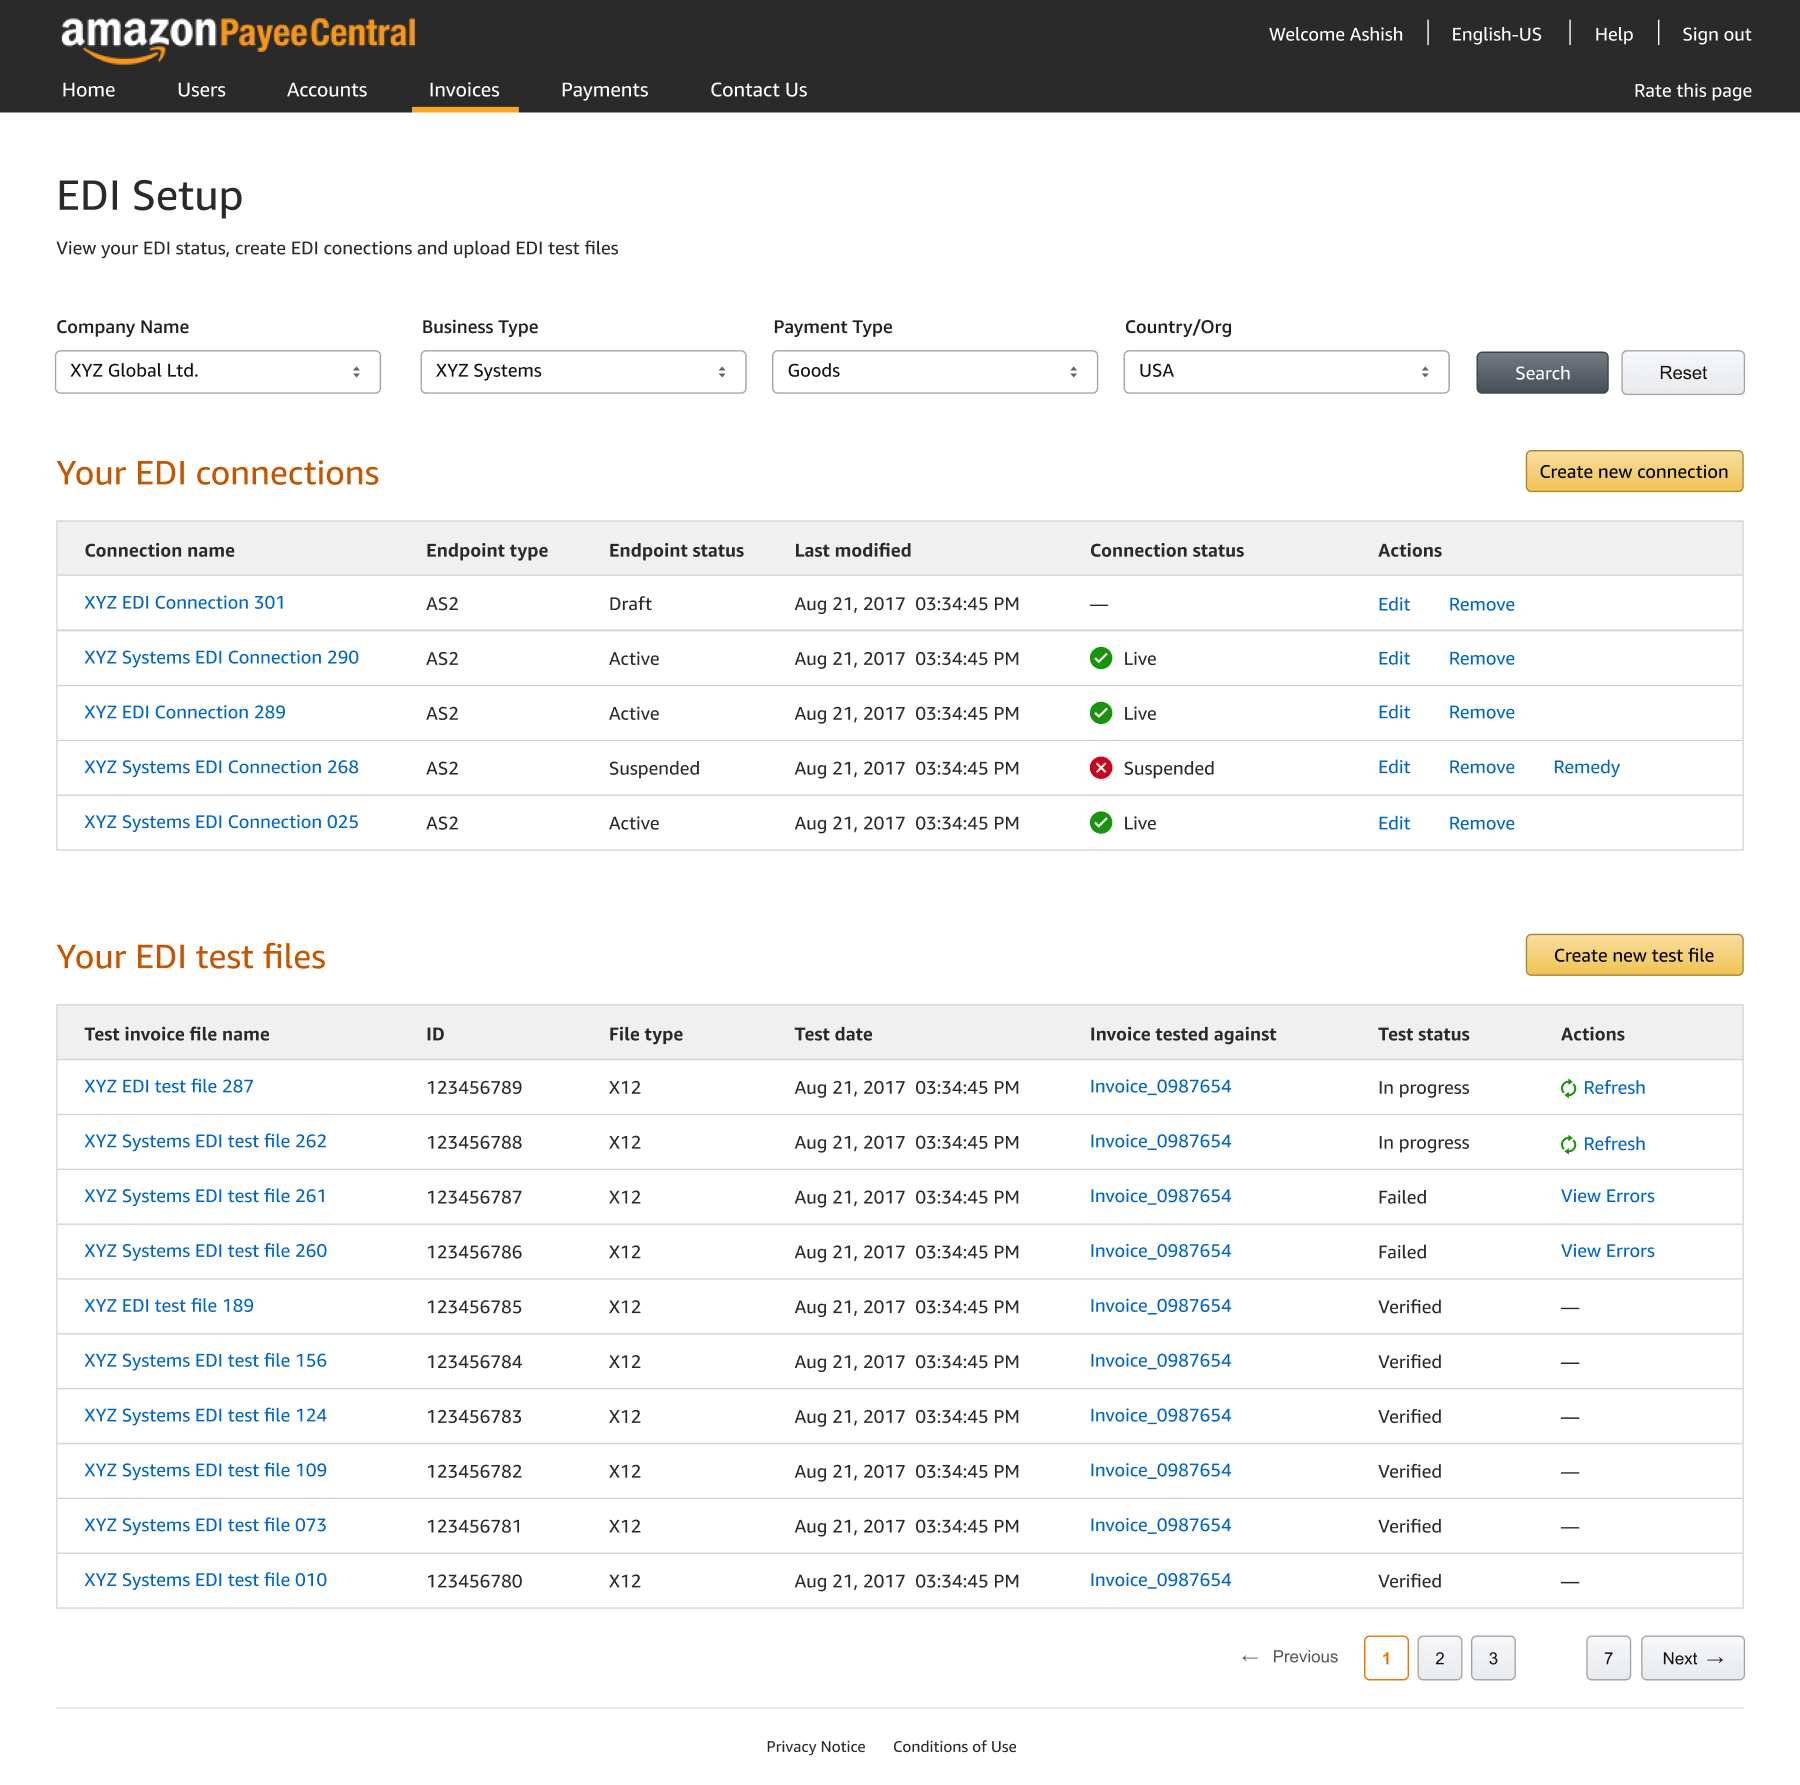 amazonPayeeCentral
Welcome Ashish English-US Help Sign out
Home Users Accounts Invoices Payments Contact Us Rate this page
EDI Setup
View your EDI status, create EDI conections and upload EDI test files
Company Name Business Type Payment Type Country/Org
XYZ Global Ltd. XYZ Systems Goods USA Search Reset
Your EDI connections Create new connection
Connection name Endpoint type Endpoint status Last modified Connection status Actions
XYZ EDI Connection 301 AS2 Draft Aug 21, 2017 03:34:45 PM — Edit Remove
XYZ Systems EDI Connection 290 AS2 Active Aug 21, 2017 03:34:45 PM Live Edit Remove
XYZ EDI Connection 289 AS2 Active Aug 21, 2017 03:34:45 PM Live Edit Remove
XYZ Systems EDI Connection 268 AS2 Suspended Aug 21, 2017 03:34:45 PM Suspended Edit Remove Remedy
XYZ Systems EDI Connection 025 AS2 Active Aug 21, 2017 03:34:45 PM Live Edit Remove
Your EDI test files Create new test file
Test invoice file name ID File type Test date Invoice tested against Test status Actions
XYZ EDI test file 287 123456789 X12 Aug 21, 2017 03:34:45 PM Invoice_0987654 In progress Refresh
XYZ Systems EDI test file 262 123456788 X12 Aug 21, 2017 03:34:45 PM Invoice_0987654 In progress Refresh
XYZ Systems EDI test file 261 123456787 X12 Aug 21, 2017 03:34:45 PM Invoice_0987654 Failed View Errors
XYZ Systems EDI test file 260 123456786 X12 Aug 21, 2017 03:34:45 PM Invoice_0987654 Failed View Errors
XYZ EDI test file 189 123456785 X12 Aug 21, 2017 03:34:45 PM Invoice_0987654 Verified —
XYZ Systems EDI test file 156 123456784 X12 Aug 21, 2017 03:34:45 PM Invoice_0987654 Verified —
XYZ Systems EDI test file 124 123456783 X12 Aug 21, 2017 03:34:45 PM Invoice_0987654 Verified —
XYZ Systems EDI test file 109 123456782 X12 Aug 21, 2017 03:34:45 PM Invoice_0987654 Verified —
XYZ Systems EDI test file 073 123456781 X12 Aug 21, 2017 03:34:45 PM Invoice_0987654 Verified —
XYZ Systems EDI test file 010 123456780 X12 Aug 21, 2017 03:34:45 PM Invoice_0987654 Verified —
← Previous 1 2 3 7 Next →
Privacy Notice Conditions of Use